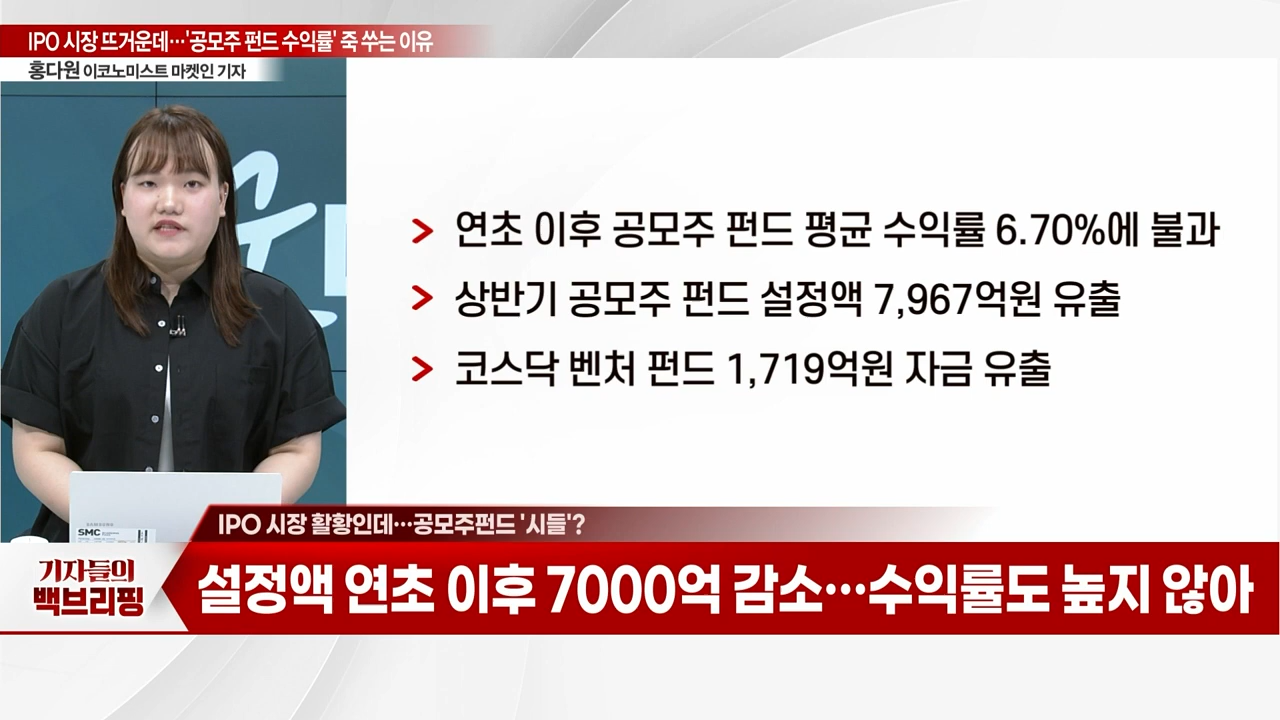 IPO 시장 뜨거운데…'공모주 펀드 수익률' 죽 쑤는 이유
홍다원 이코노미스트 마켓인 기자
> 연초 이후 공모주 펀드 평균 수익률 6.70%에 불과
> 상반기 공모주 펀드 설정액 7,967억원 유출
> 코스닥 벤처 펀드 1,719억원 자금 유출
SMC
IPO 시장 활황인데…공모주펀드 '시들'?
기자들의
백브리핑
설정액 연초 이후 7000억 감소…수익률도 높지 않아